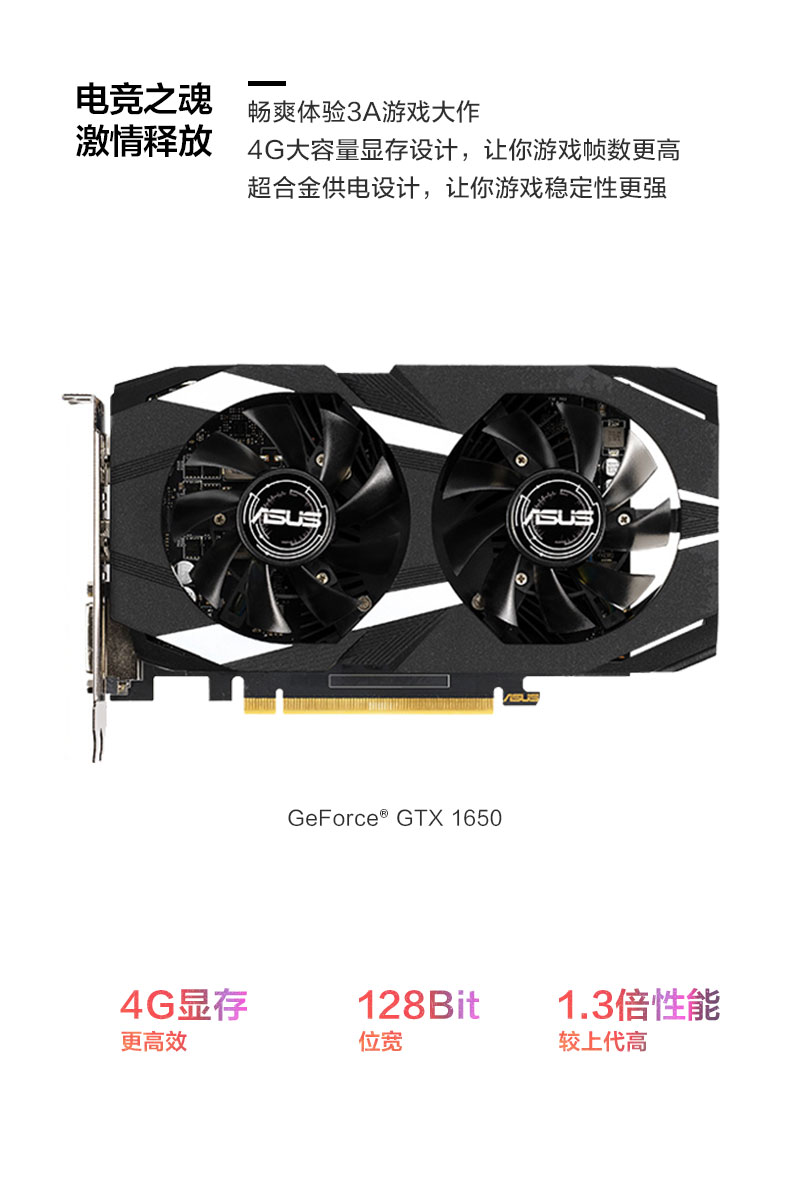 电竞之魂
激情释放
畅爽体验3A游戏大作
4G大容量显存设计，让你游戏帧数更高
超合金供电设计，让你游戏稳定性更强
ASUS
ASUS
ASUS
GeForce® GTX 1650
4G显存
更高效
128Bit
位宽
1.3倍性能
较上代高